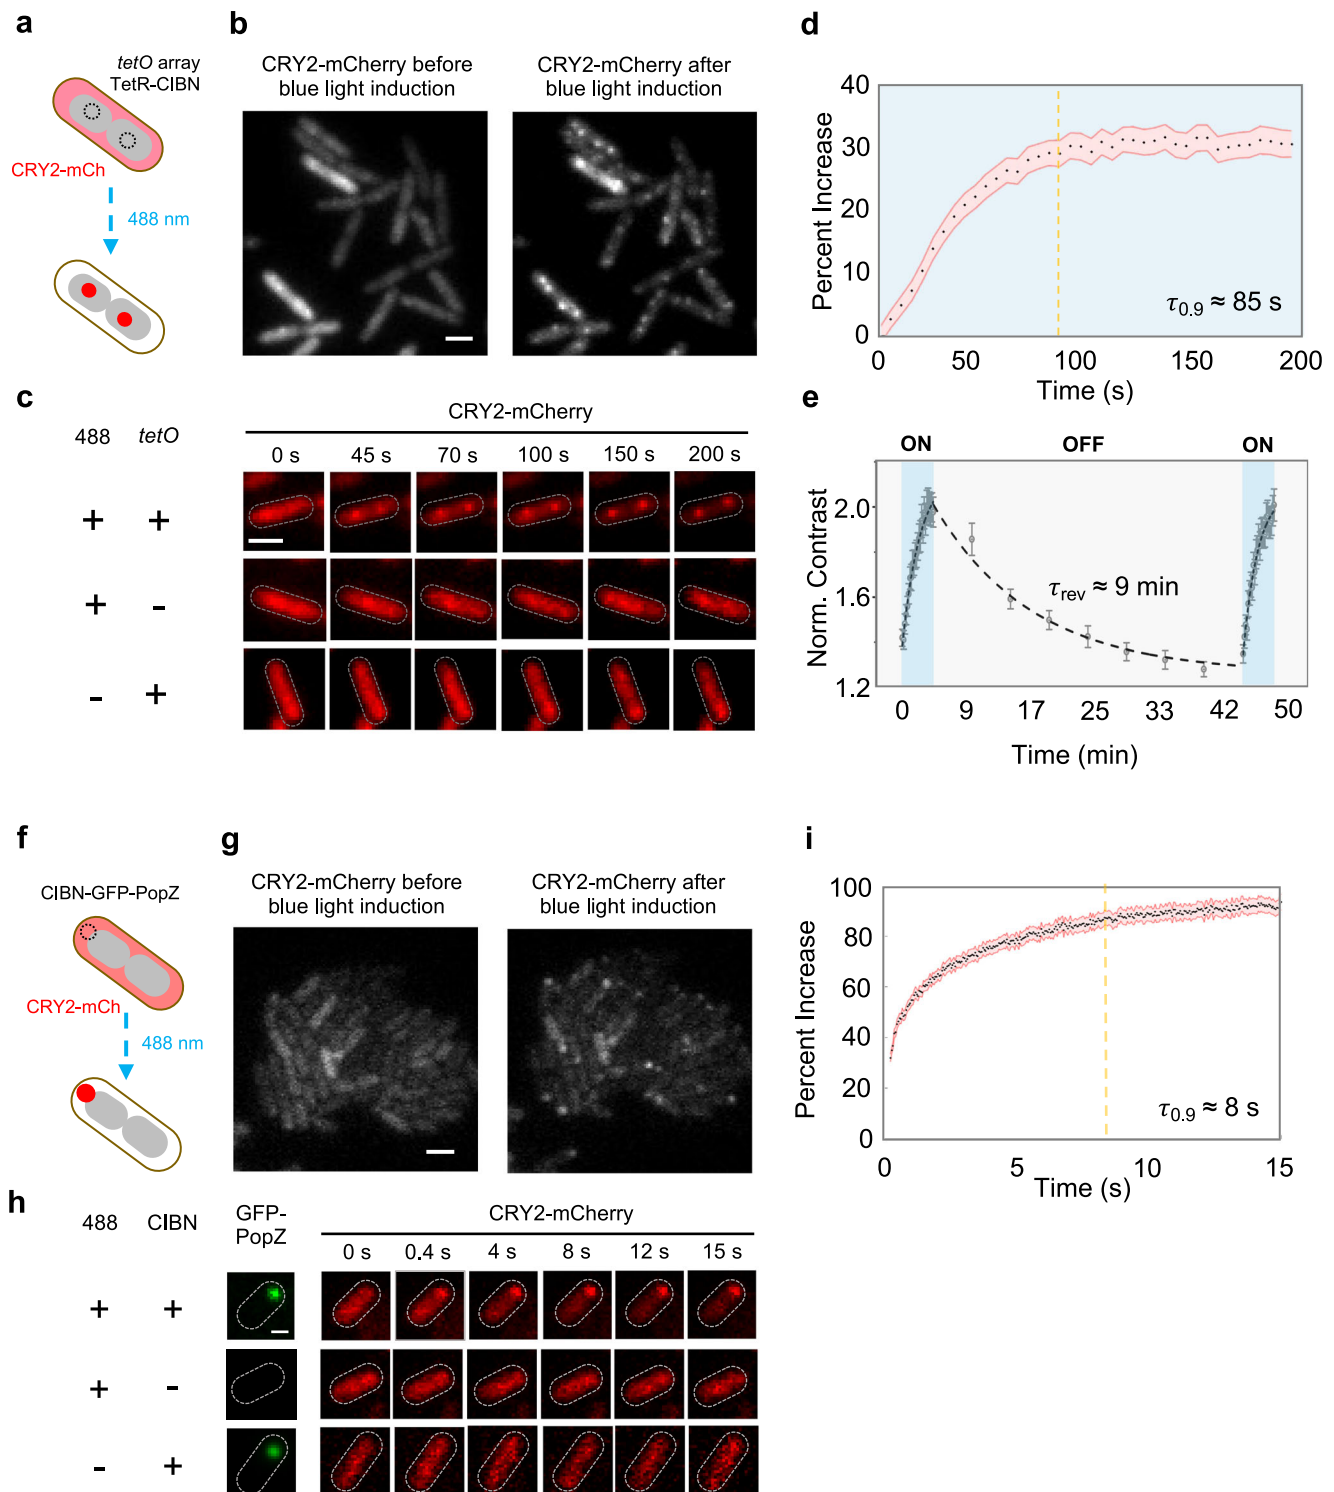 a
tetO array
TetR-CIBN
CRY2-mCh
488 nm
b
CRY2-mCherry before
blue light induction
CRY2-mCherry after
blue light induction
c
488 tetO
CRY2-mCherry
0 s 45 s 70 s 100 s 150 s 200 s
+ +
+ -
- +
d
Percent Increase
40
30
20
10
0
0 50 100 150 200
Time (s)
τ0.9 ≈ 85 s
e
ON OFF ON
Norm. Contrast
2.0
1.6
1.2
τrev ≈ 9 min
0 9 17 25 33 42 50
Time (min)
f
CIBN-GFP-PopZ
CRY2-mCh
488 nm
g
CRY2-mCherry before
blue light induction
CRY2-mCherry after
blue light induction
h
488 CIBN
GFP-
PopZ
CRY2-mCherry
0 s 0.4 s 4 s 8 s 12 s 15 s
+ +
+ -
- +
i
Percent Increase
100
80
60
40
20
0
τ0.9 ≈ 8 s
0 5 10 15
Time (s)